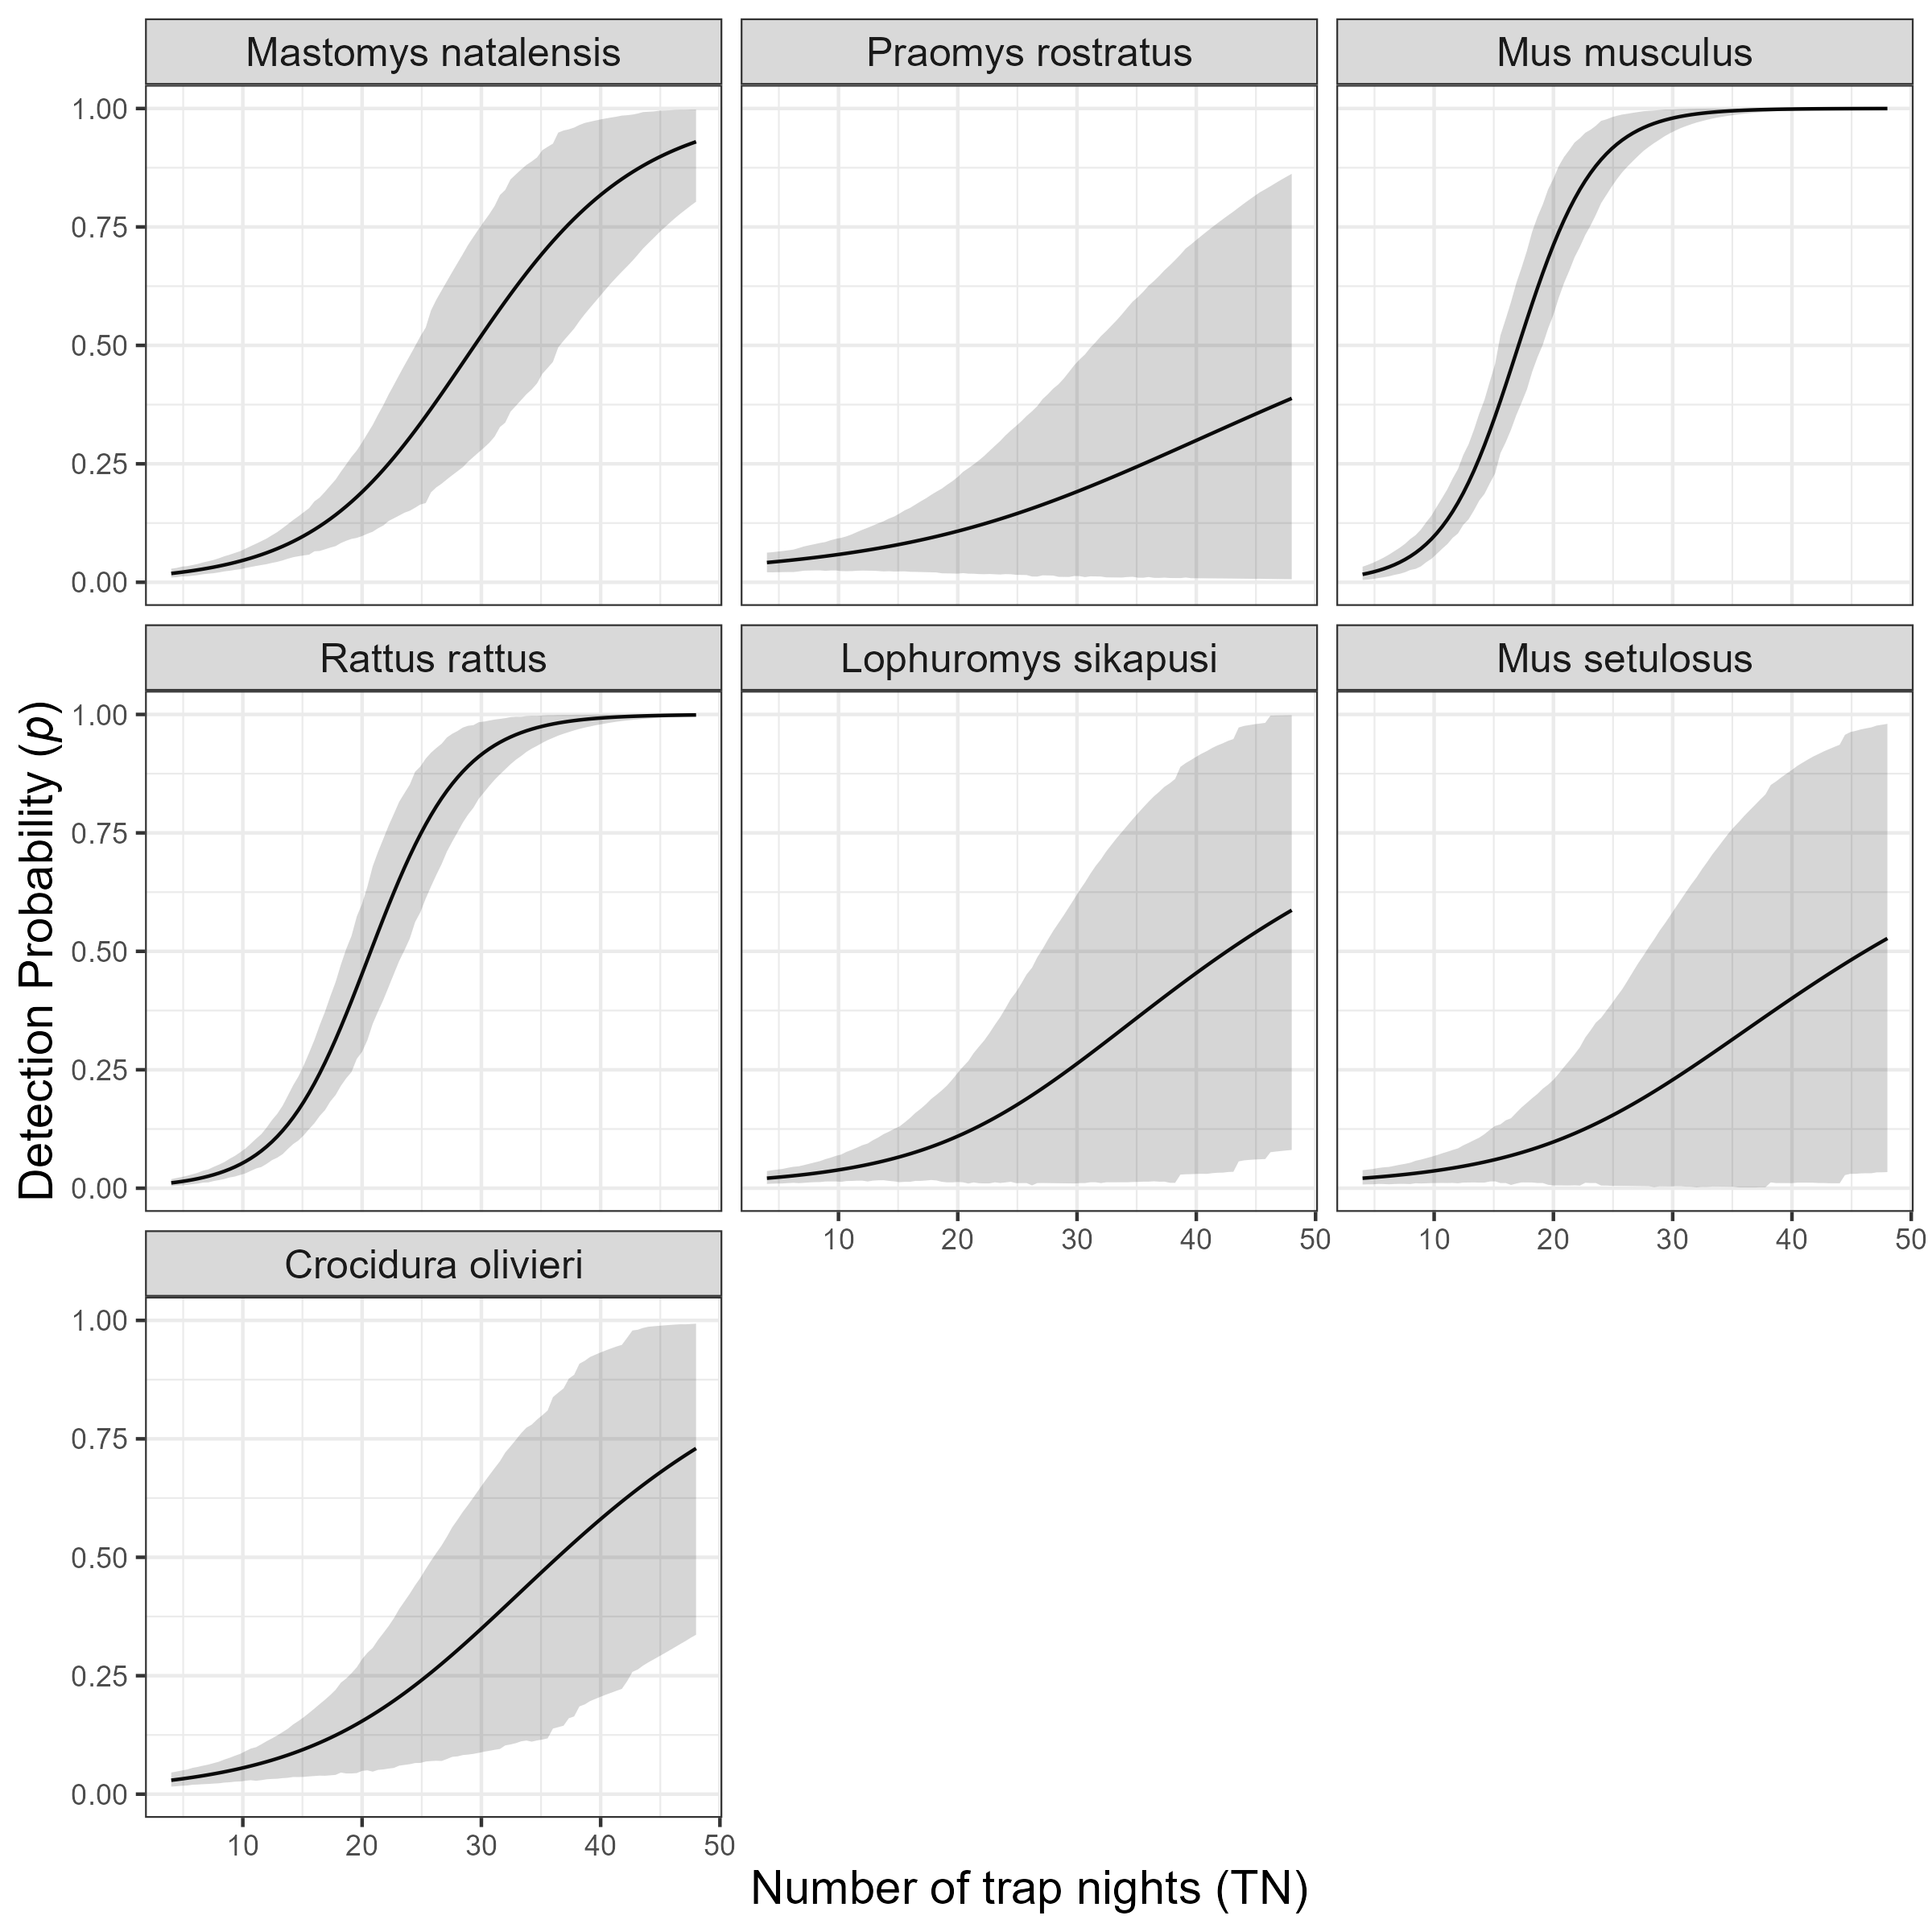 Mastomys natalensis
Praomys rostratus
Mus musculus
1.00
0.75
0.50
0.25
0.00
Rattus rattus
Lophuromys sikapusi
Mus setulosus
Detection Probability (p)
1.00
0.75
0.50
0.25
0.00
10 20 30 40 50
10 20 30 40 50
Crocidura olivieri
1.00
0.75
0.50
0.25
0.00
10 20 30 40 50
Number of trap nights (TN)